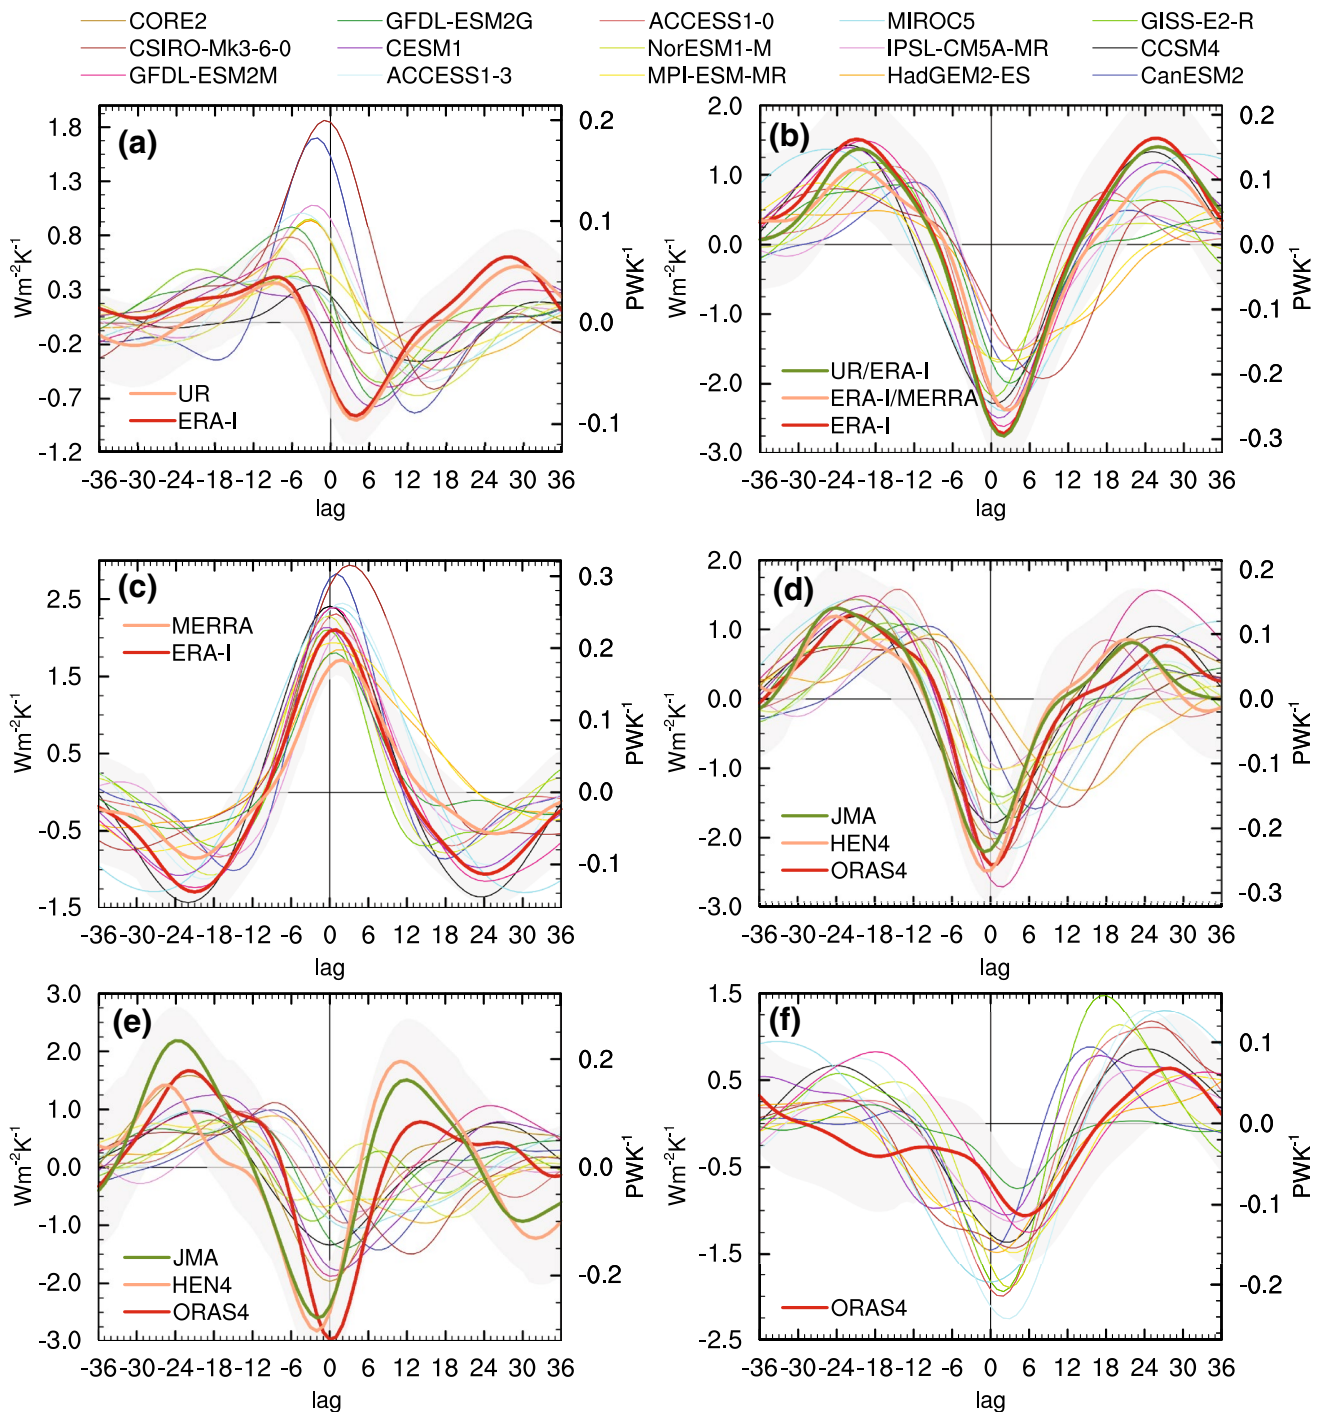 CORE2 GFDL-ESM2G ACCESS1-0 MIROC5 GISS-E2-R
CSIRO-Mk3-6-0 CESM1 NorESM1-M IPSL-CM5A-MR CCSM4
GFDL-ESM2M ACCESS1-3 MPI-ESM-MR HadGEM2-ES CanESM2
(a)
Wm⁻²K⁻¹
1.8
1.3
0.8
0.3
-0.2
-0.7
-1.2
0.2
0.1
0.0
-0.1
PWK⁻¹
UR
ERA-I
-36 -30 -24 -18 -12 -6 0 6 12 18 24 30 36
lag
(b)
Wm⁻²K⁻¹
2.0
1.0
0.0
-1.0
-2.0
-3.0
0.2
0.1
0.0
-0.1
-0.2
-0.3
PWK⁻¹
UR/ERA-I
ERA-I/MERRA
ERA-I
-36 -30 -24 -18 -12 -6 0 6 12 18 24 30 36
lag
(c)
Wm⁻²K⁻¹
2.5
1.5
0.5
-0.5
-1.5
0.3
0.2
0.1
0.0
-0.1
PWK⁻¹
MERRA
ERA-I
-36 -30 -24 -18 -12 -6 0 6 12 18 24 30 36
lag
(d)
Wm⁻²K⁻¹
2.0
1.0
0.0
-1.0
-2.0
-3.0
0.2
0.1
0.0
-0.1
-0.2
-0.3
PWK⁻¹
JMA
HEN4
ORAS4
-36 -30 -24 -18 -12 -6 0 6 12 18 24 30 36
lag
(e)
Wm⁻²K⁻¹
3.0
2.0
1.0
0.0
-1.0
-2.0
-3.0
0.2
0.0
-0.2
PWK⁻¹
JMA
HEN4
ORAS4
-36 -30 -24 -18 -12 -6 0 6 12 18 24 30 36
lag
(f)
Wm⁻²K⁻¹
1.5
0.5
-0.5
-1.5
-2.5
0.1
0.0
-0.1
-0.2
PWK⁻¹
ORAS4
-36 -30 -24 -18 -12 -6 0 6 12 18 24 30 36
lag